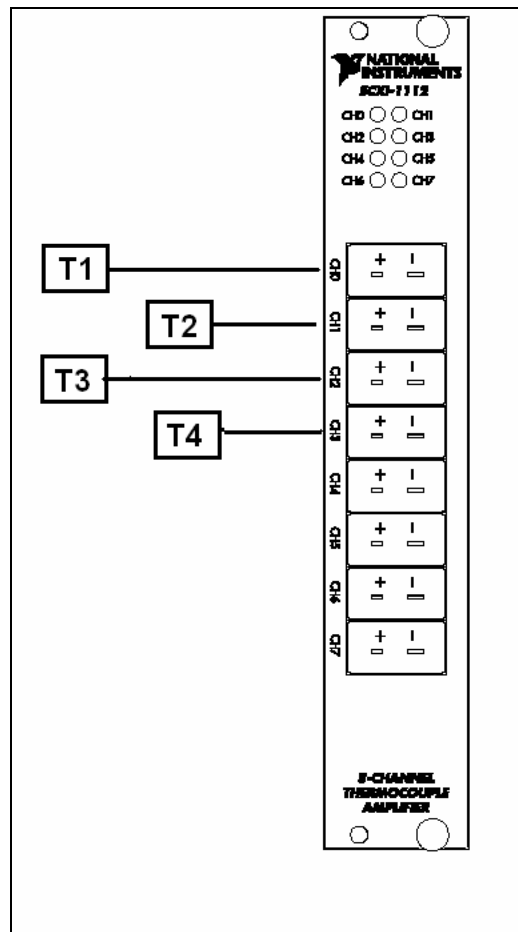 NATIONAL
INSTRUMENTS
SCXI-1112
CH0 CH1
CH2 CH3
CH4 CH5
CH6 CH7
T1
CH0
+ −
T2
CH1
+ −
T3
CH2
+ −
T4
CH3
+ −
CH4
+ −
CH5
+ −
CH6
+ −
CH7
+ −
8-CHANNEL
THERMOCOUPLE
AMPLIFIER